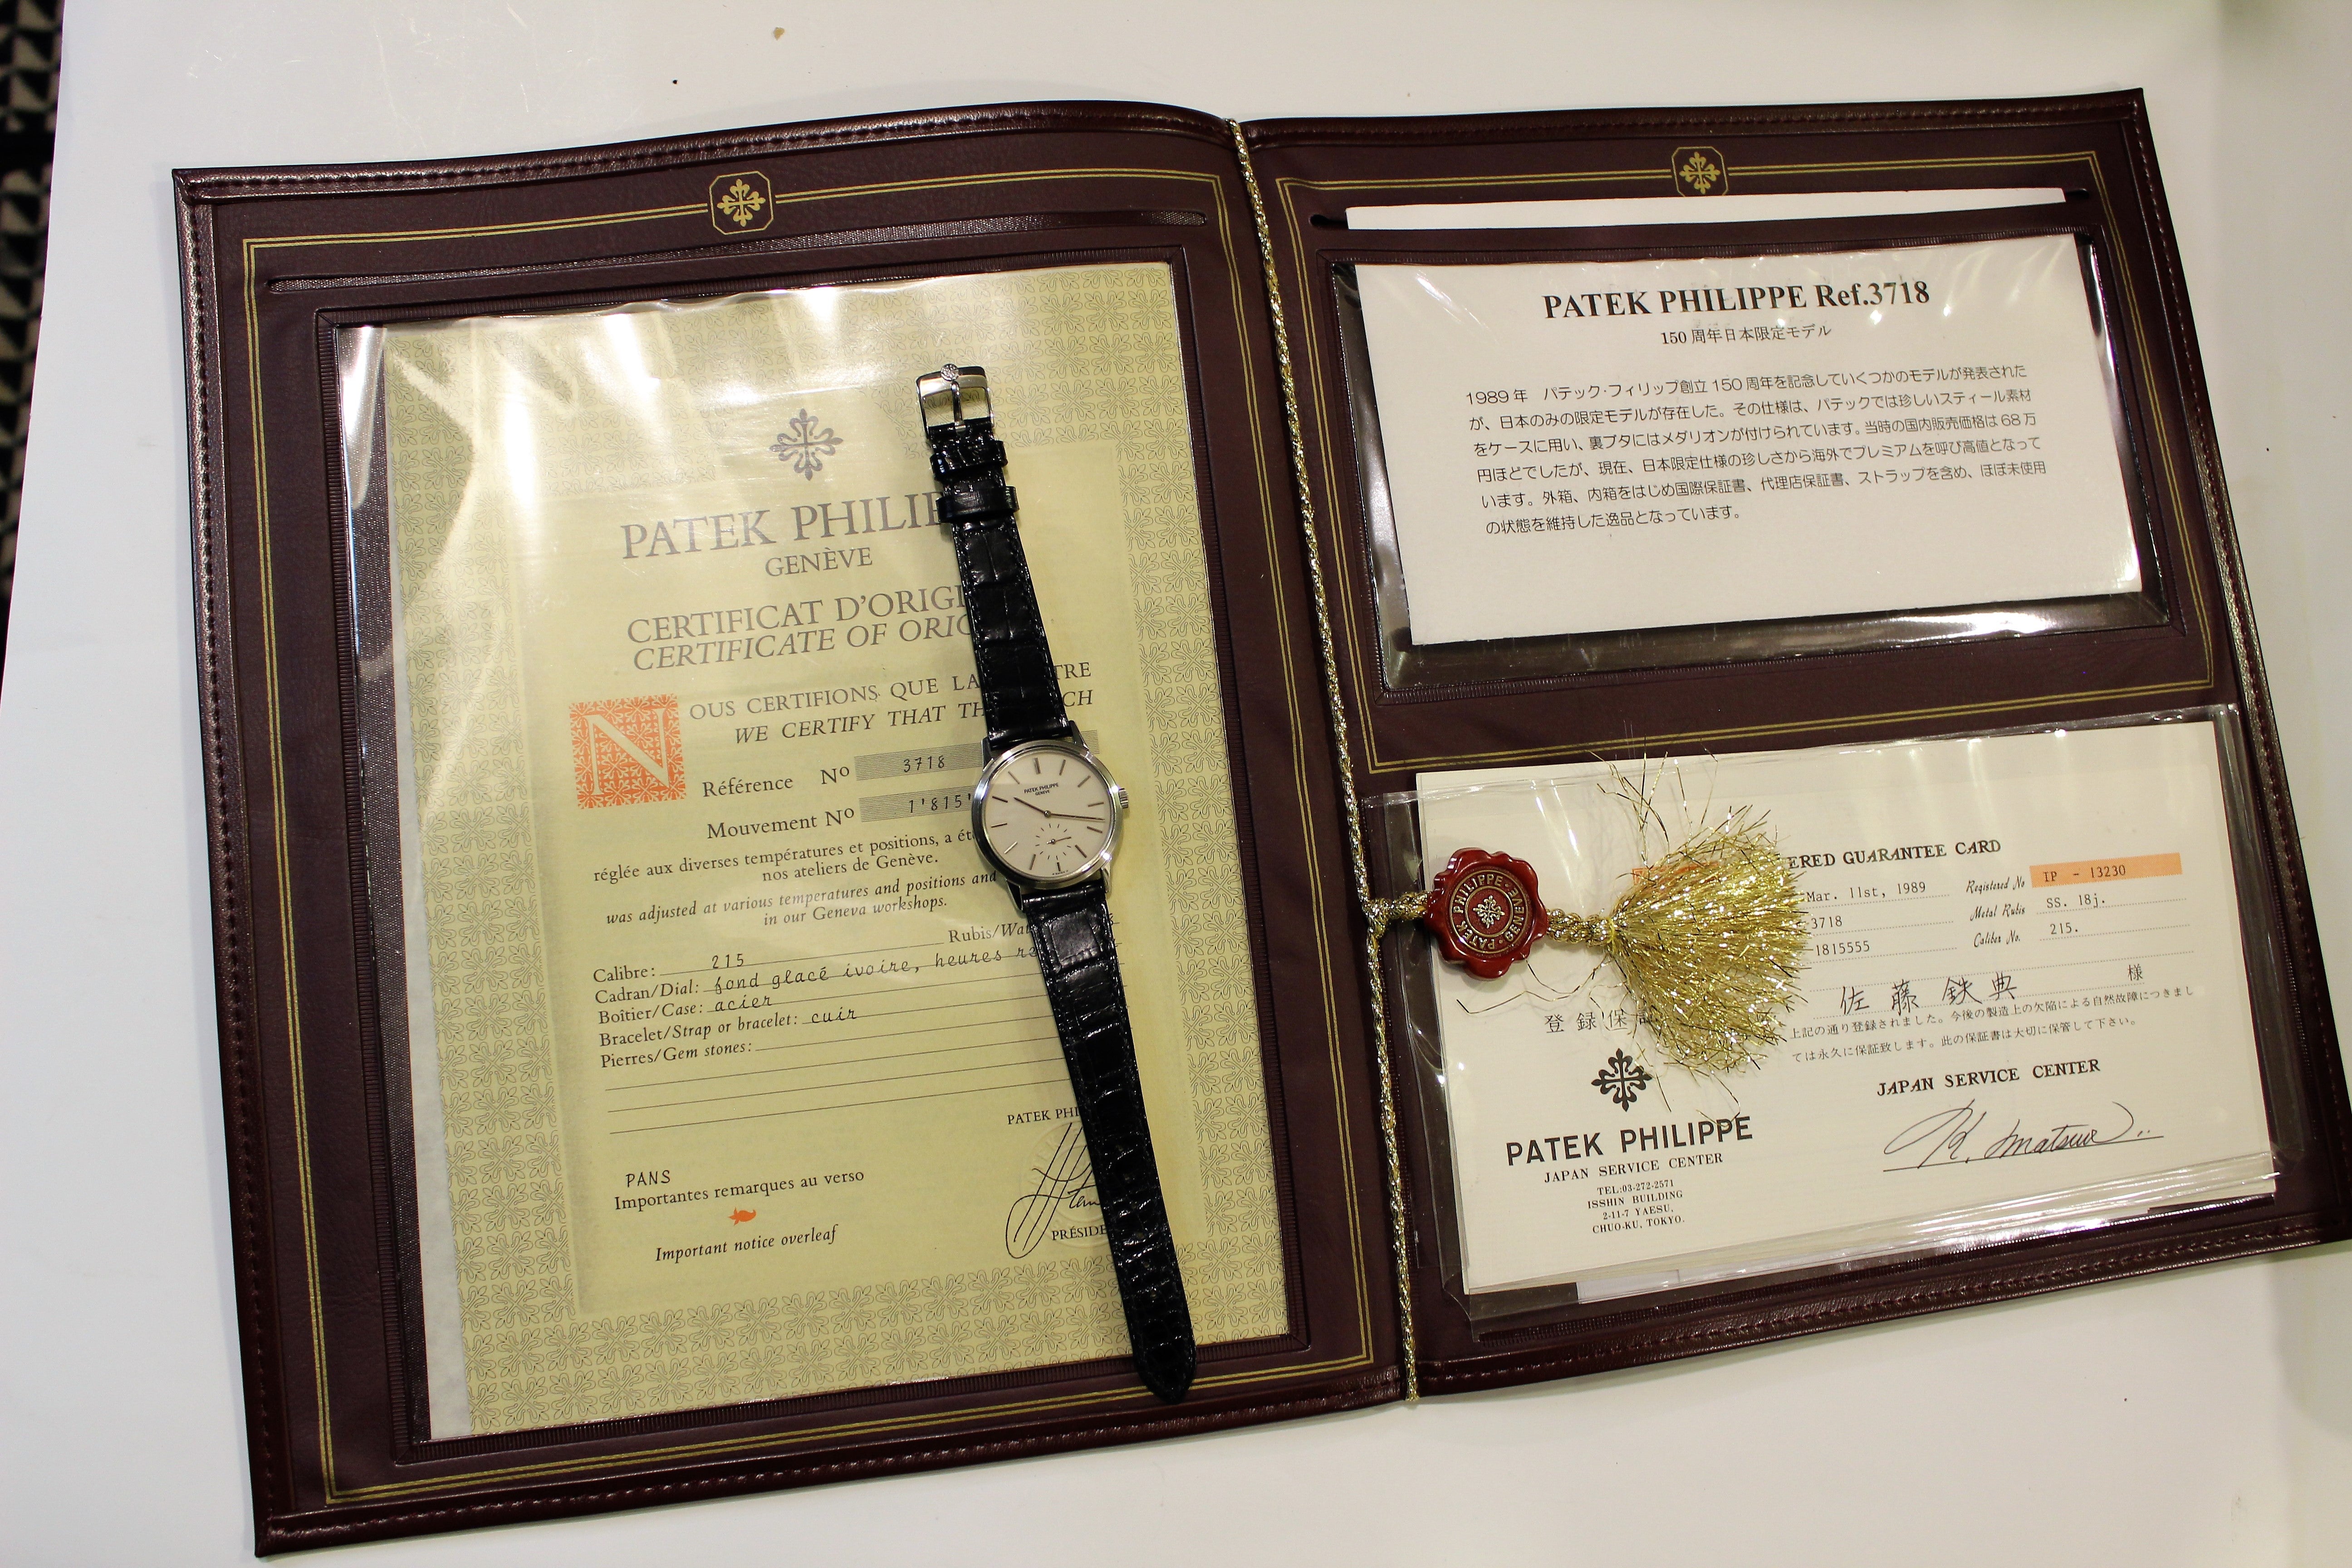 PATEK PHILIP
GENÈVE
CERTIFICAT D'ORIGI
CERTIFICATE OF ORIG
N OUS CERTIFIONS QUE LA TRE
WE CERTIFY THAT TH CH
Référence No 3718
Mouvement No 1'815'
réglée aux diverses températures et positions, a ét
nos ateliers de Genève.
was adjusted at various temperatures and positions and
in our Geneva workshops.
Rubis/Wat
Calibre: 215
Cadran/Dial: fond glacé ivoire, heures
Boîtier/Case: acier
Bracelet/Strap or bracelet: cuir
Pierres/Gem stones:
PATEK PHI
PANS
Importantes remarques au verso
Important notice overleaf
PRÉSIDE
PATEK PHILIPPE
GENEVE
PATEK PHILIPPE Ref.3718
150周年日本限定モデル
1989年 パテック・フィリップ創立150周年を記念していくつかのモデルが発表された
が、日本のみの限定モデルが存在した。その仕様は、パテックでは珍しいスティール素材
をケースに用い、裏ブタにはメダリオンが付けられています。当時の国内販売価格は68万
円ほどでしたが、現在、日本限定仕様の珍しさから海外でプレミアムを呼び高値となって
います。外箱、内箱をはじめ国際保証書、代理店保証書、ストラップを含め、ほぼ未使用
の状態を維持した逸品となっています。
ERED GUARANTEE CARD
Mar. 11st, 1989 Registered No IP - 13230
3718 Metal Rubis SS. 18j.
1815555 Caliber No. 215.
佐藤鉄典 様
上記の通り登録されました。今後の製造上の欠陥による自然故障につきまし
ては永久に保証致します。此の保証書は大切に保管して下さい。
JAPAN SERVICE CENTER
PATEK PHILIPPE · GENEVE ·
登録保
PATEK PHILIPPE
JAPAN SERVICE CENTER
TEL:03-272-2571
ISSHIN BUILDING
2-11-7 YAESU,
CHUO-KU, TOKYO.